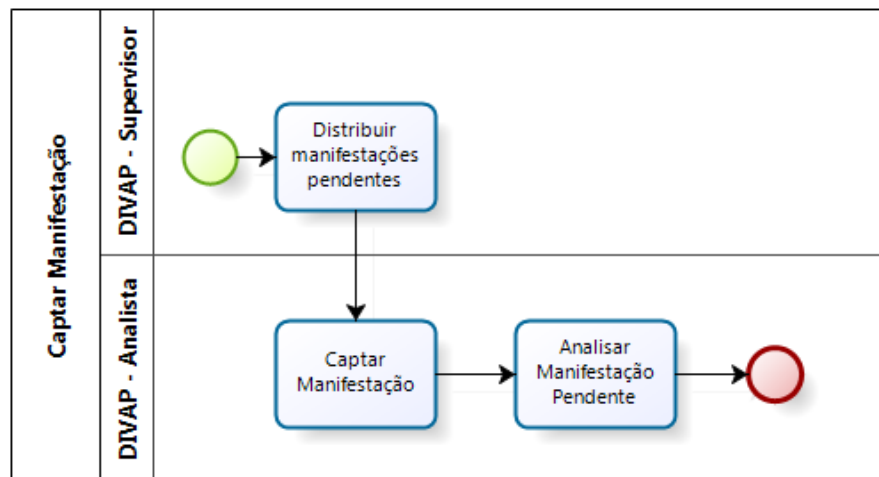 Captar Manifestação
DIVAP - Supervisor
Distribuir
manifestações
pendentes
DIVAP - Analista
Captar
Manifestação
Analisar
Manifestação
Pendente